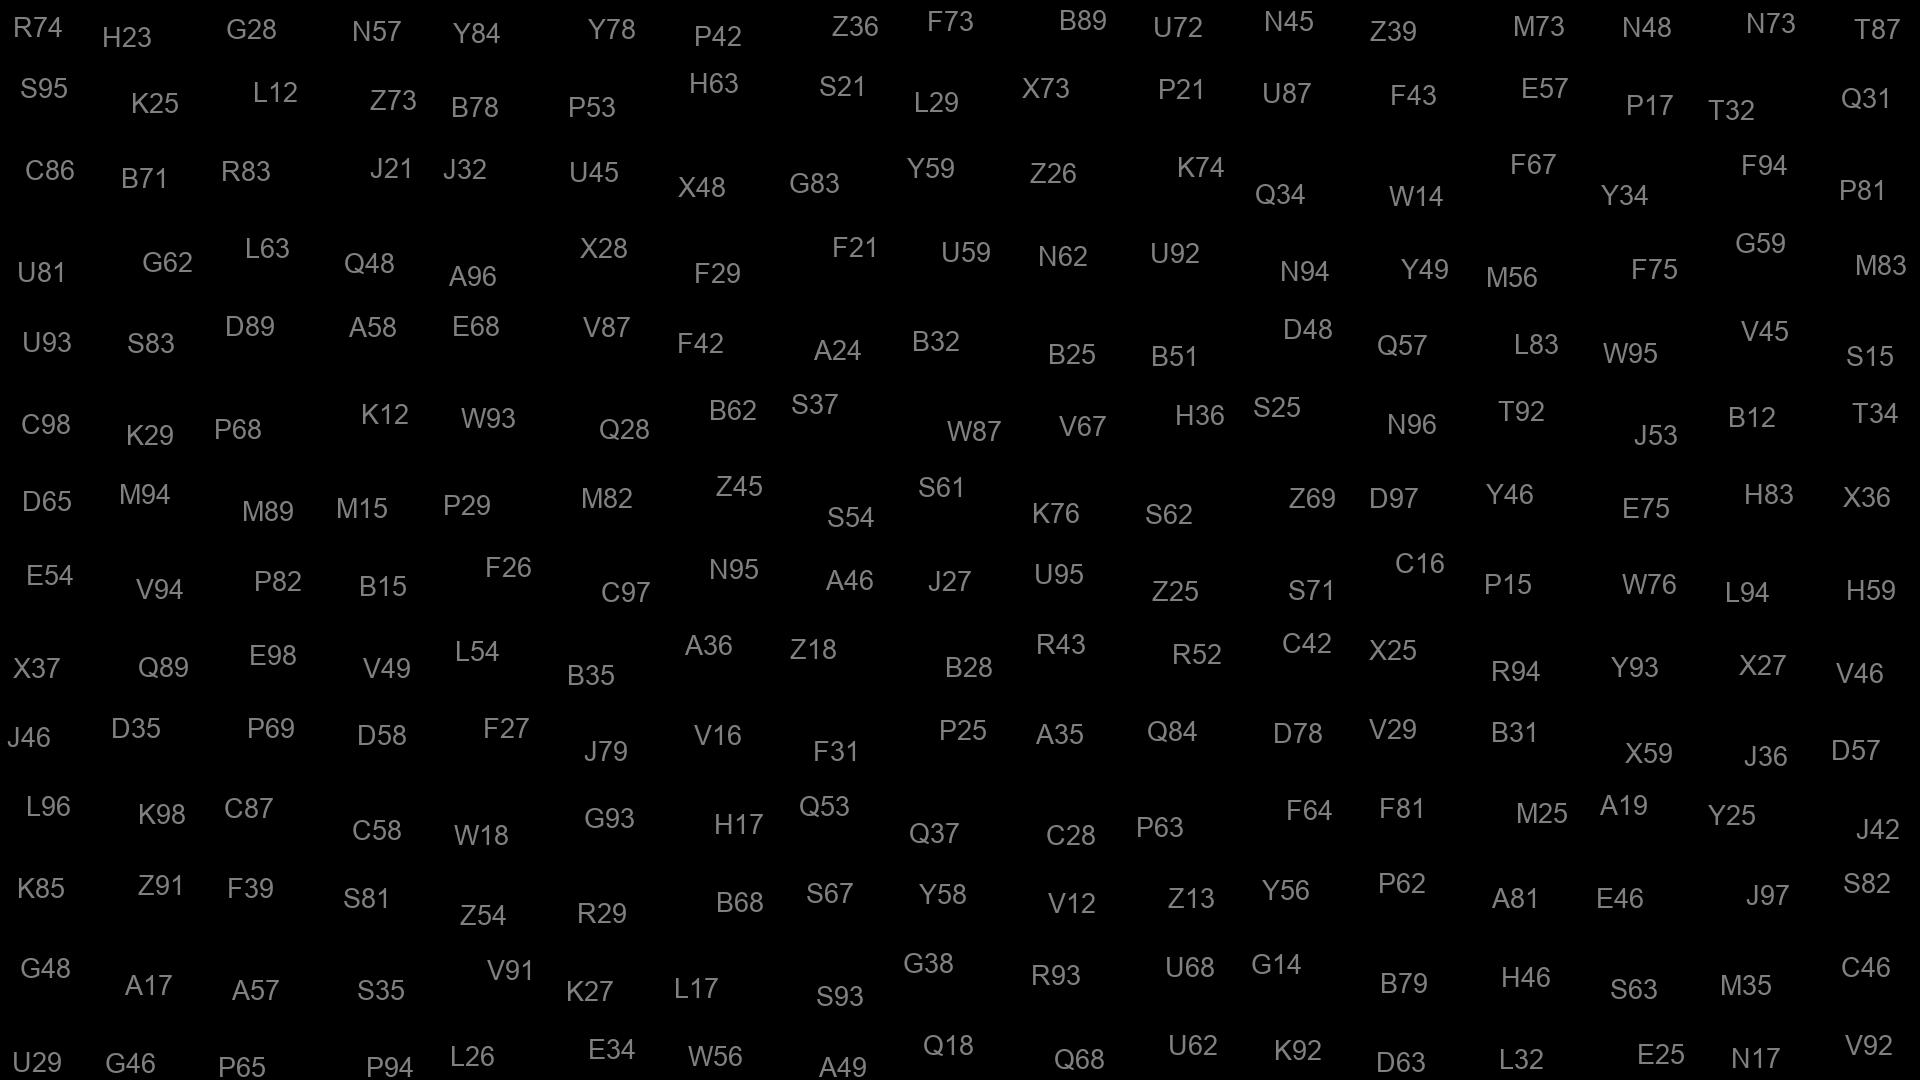 R74 H23 G28 N57 Y84 Y78 P42 Z36 F73 B89 U72 N45 Z39 M73 N48 N73 T87
S95 K25 L12 Z73 B78 P53 H63 S21 L29 X73 P21 U87 F43 E57 P17 T32 Q31
C86 B71 R83 J21 J32 U45 X48 G83 Y59 Z26 K74 Q34 W14 F67 Y34 F94 P81
U81 G62 L63 Q48 A96 X28 F29 F21 U59 N62 U92 N94 Y49 M56 F75 G59 M83
U93 S83 D89 A58 E68 V87 F42 A24 B32 B25 B51 D48 Q57 L83 W95 V45 S15
C98 K29 P68 K12 W93 Q28 B62 S37 W87 V67 H36 S25 N96 T92 J53 B12 T34
D65 M94 M89 M15 P29 M82 Z45 S54 S61 K76 S62 Z69 D97 Y46 E75 H83 X36
E54 V94 P82 B15 F26 C97 N95 A46 J27 U95 Z25 S71 C16 P15 W76 L94 H59
X37 Q89 E98 V49 L54 B35 A36 Z18 B28 R43 R52 C42 X25 R94 Y93 X27 V46
J46 D35 P69 D58 F27 J79 V16 F31 P25 A35 Q84 D78 V29 B31 X59 J36 D57
L96 K98 C87 C58 W18 G93 H17 Q53 Q37 C28 P63 F64 F81 M25 A19 Y25 J42
K85 Z91 F39 S81 Z54 R29 B68 S67 Y58 V12 Z13 Y56 P62 A81 E46 J97 S82
G48 A17 A57 S35 V91 K27 L17 S93 G38 R93 U68 G14 B79 H46 S63 M35 C46
U29 G46 P65 P94 L26 E34 W56 A49 Q18 Q68 U62 K92 D63 L32 E25 N17 V92